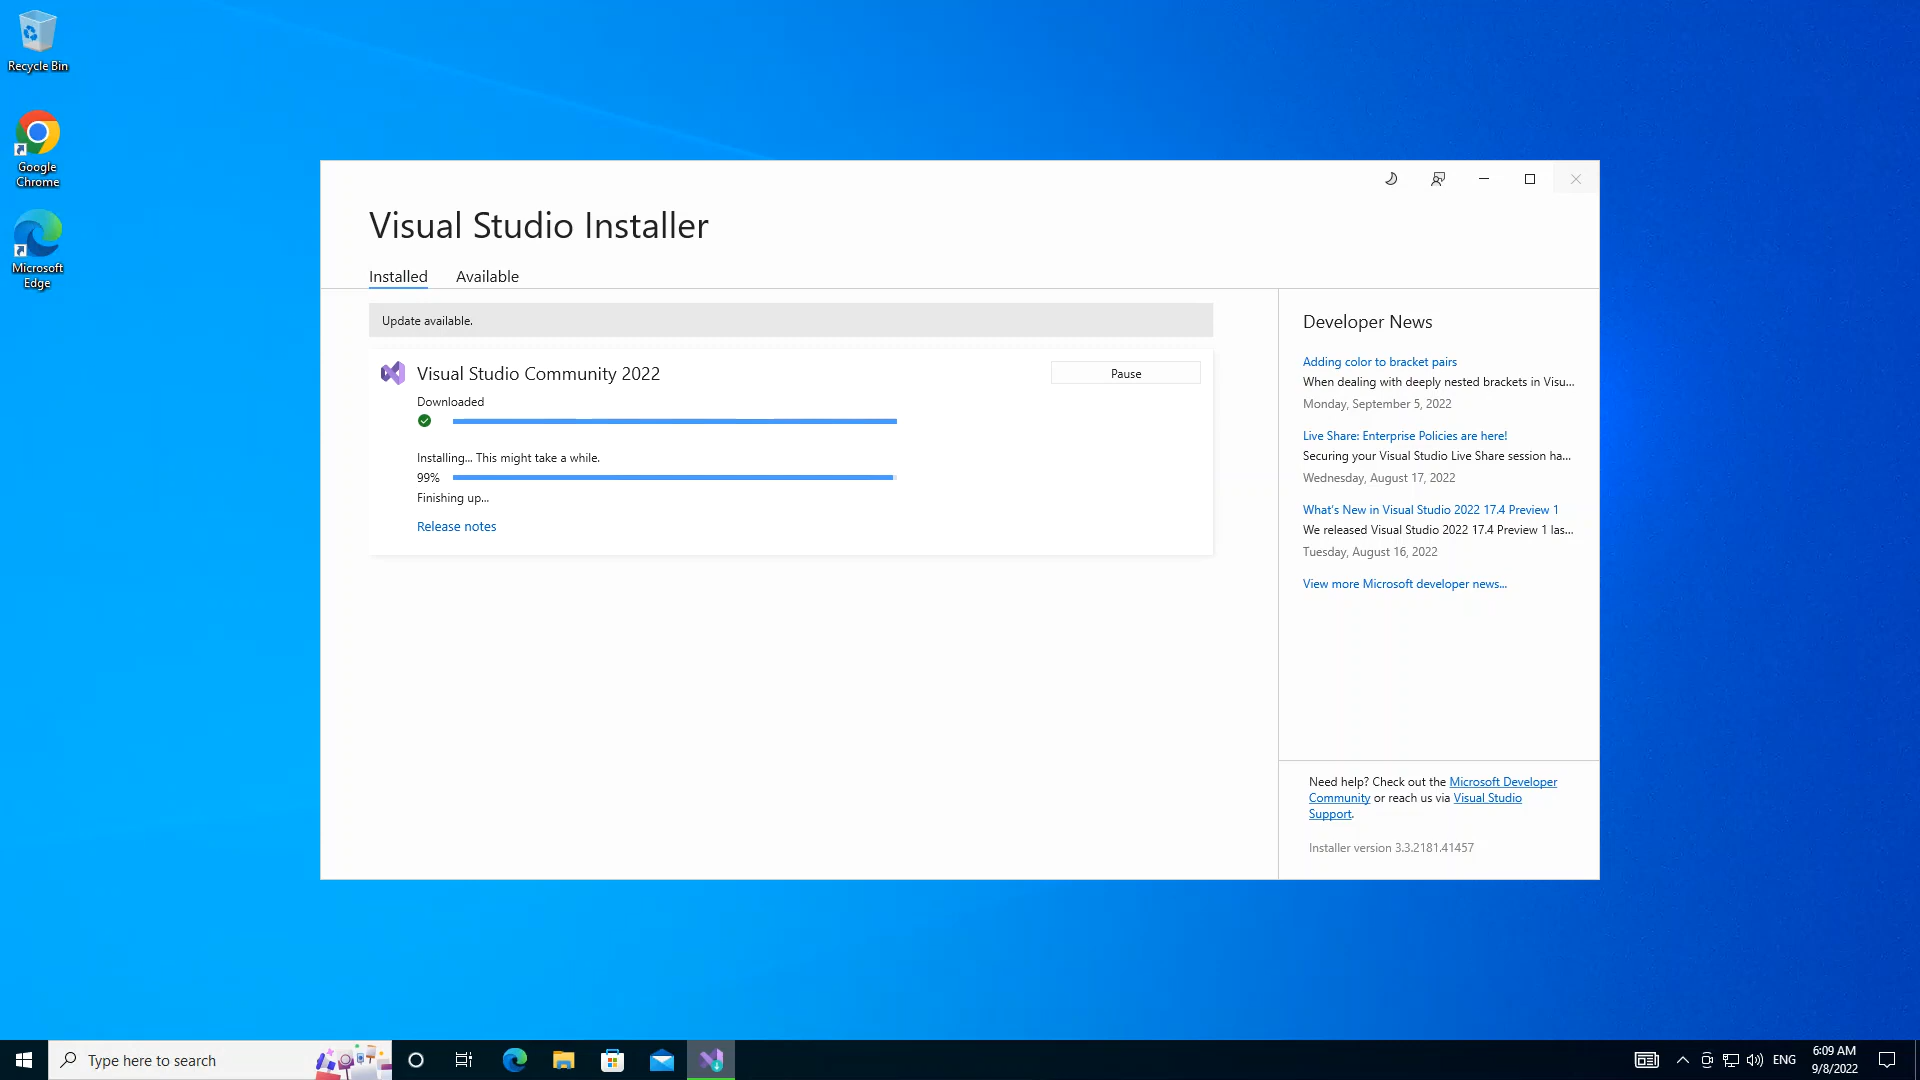 Recycle Bin
Google
Chrome
Microsoft
Edge
Visual Studio Installer
Installed
Available
Update available.
Visual Studio Community 2022
Pause
Downloaded
Installing... This might take a while.
99%
Finishing up...
Release notes
Developer News
Adding color to bracket pairs
When dealing with deeply nested brackets in Visu...
Monday, September 5, 2022
Live Share: Enterprise Policies are here!
Securing your Visual Studio Live Share session ha...
Wednesday, August 17, 2022
What's New in Visual Studio 2022 17.4 Preview 1
We released Visual Studio 2022 17.4 Preview 1 las...
Tuesday, August 16, 2022
View more Microsoft developer news...
Need help? Check out the Microsoft Developer
Community or reach us via Visual Studio
Support.
Installer version 3.3.2181.41457
Type here to search
ENG
6:09 AM
9/8/2022